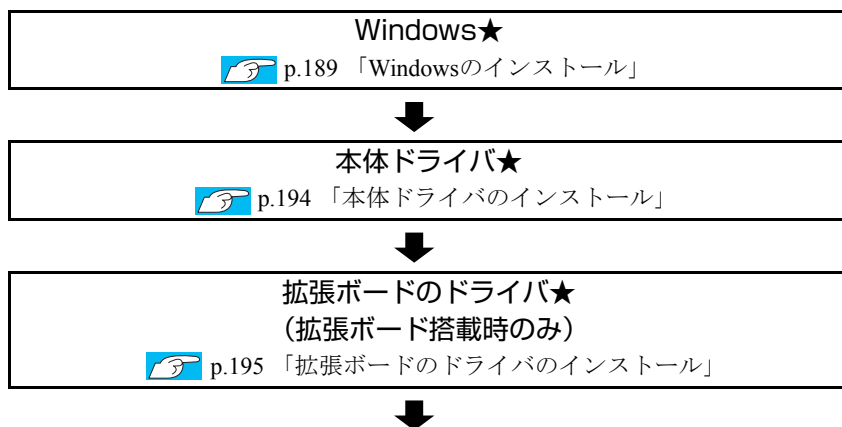 Windows★
p.189 「Windowsのインストール」
本体ドライバ★
p.194 「本体ドライバのインストール」
拡張ボードのドライバ★
（拡張ボード搭載時のみ）
p.195 「拡張ボードのドライバのインストール」